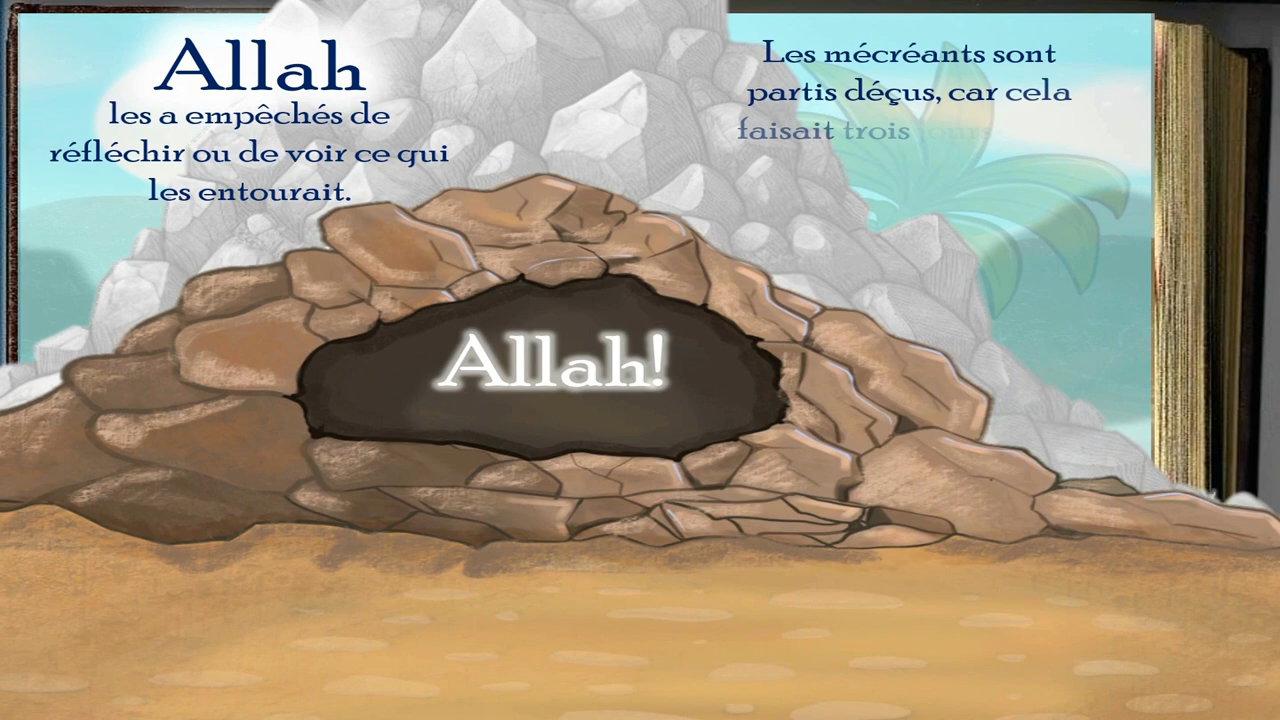 Allah
les a empêchés de
réfléchir ou de voir ce qui
les entourait.
Les mécréants sont
partis déçus, car cela
faisait trois jours
Allah!